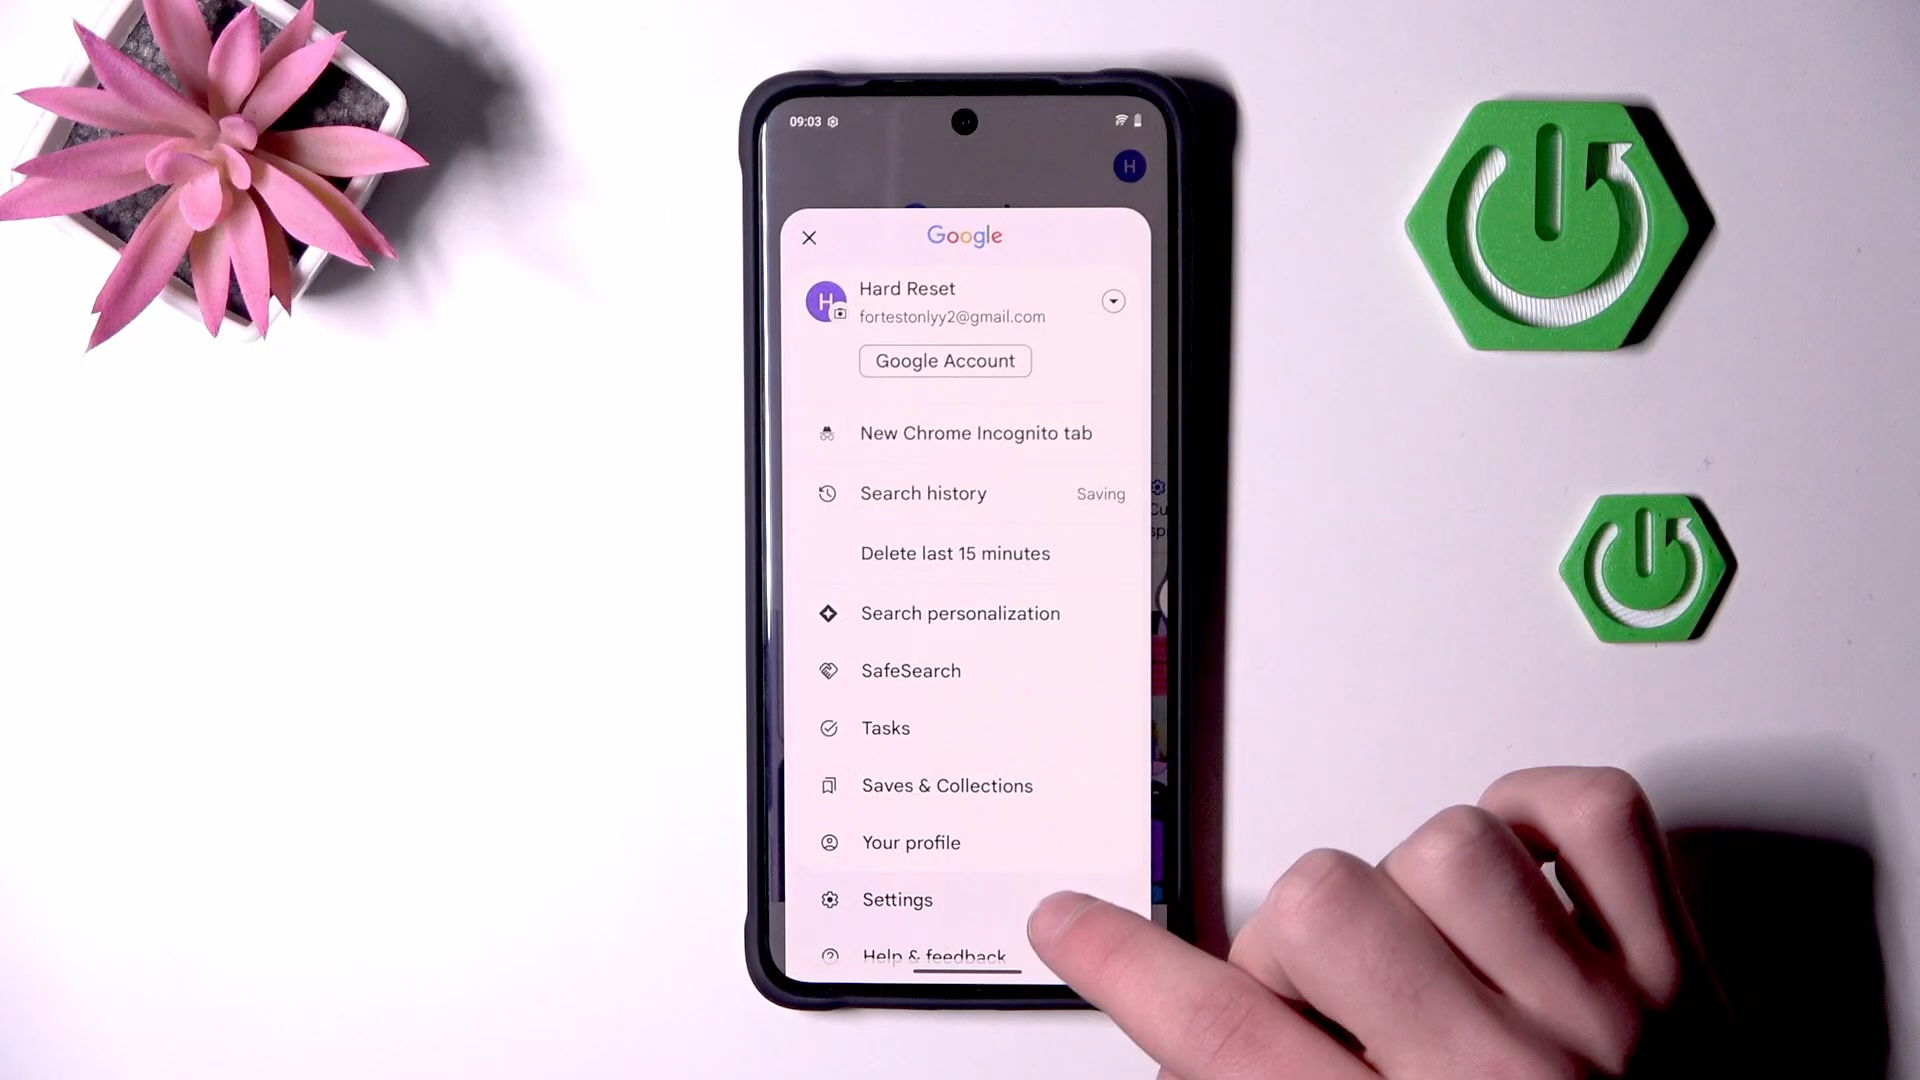 09:03
H
Google
H
Hard Reset
fortestonlyy2@gmail.com
Google Account
New Chrome Incognito tab
Search history
Saving
Delete last 15 minutes
Search personalization
SafeSearch
Tasks
Saves & Collections
Your profile
Settings
Help & feedback